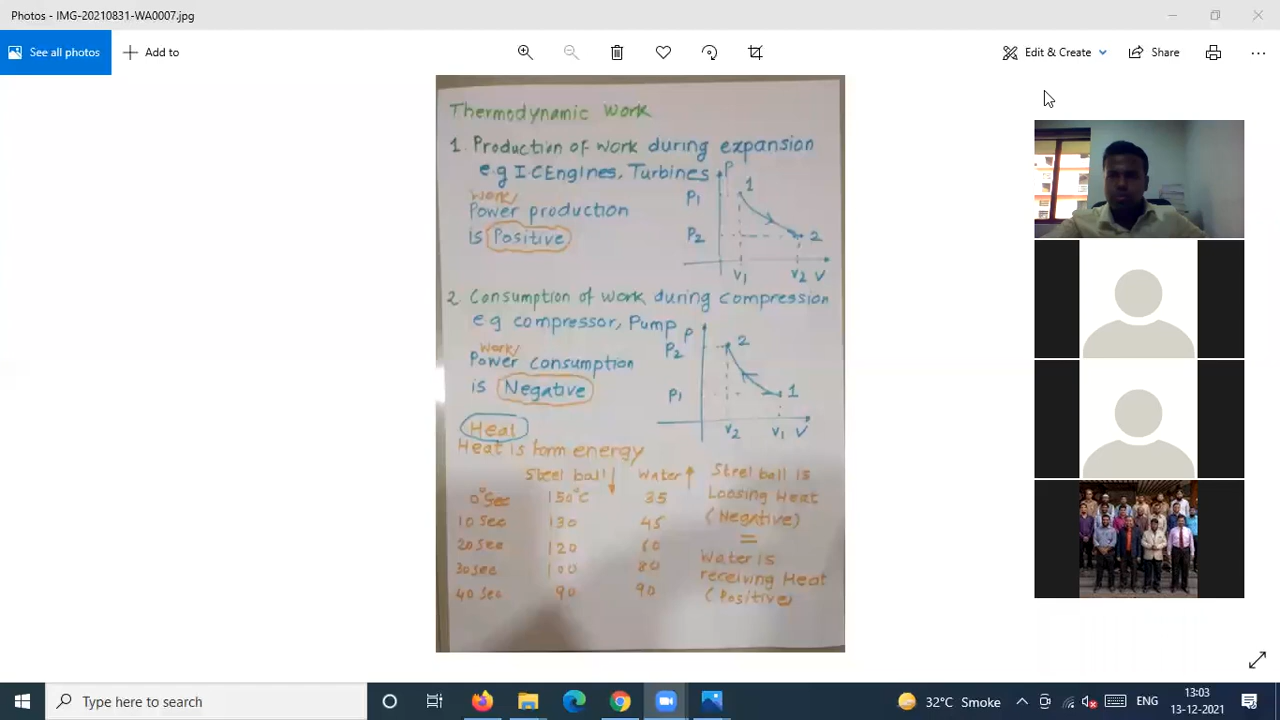 Photos - IMG-20210831-WA0007.jpg
See all photos
Add to
Edit & Create
Share
Thermodynamic Work
1. Production of work during expansion
e.g I.C Engines, Turbines
Work/
Power production
is Positive
P
P1
1
P2
2
V1
V2 V
2. Consumption of work during compression
e.g compressor, Pump
Work/
Power consumption
is Negative
P
P2
2
P1
1
V2
V1 V
Heat
Heat is form energy
Steel ball ↓ Water ↑
0° Sec 150°C 35
10 Sec 130 45
20 Sec 120 60
30 Sec 100 80
40 Sec 90 90
Steel ball is
Loosing Heat
(Negative)
=
Water is
receiving Heat
(Positive)
Type here to search
32°C Smoke
ENG
13:03
13-12-2021